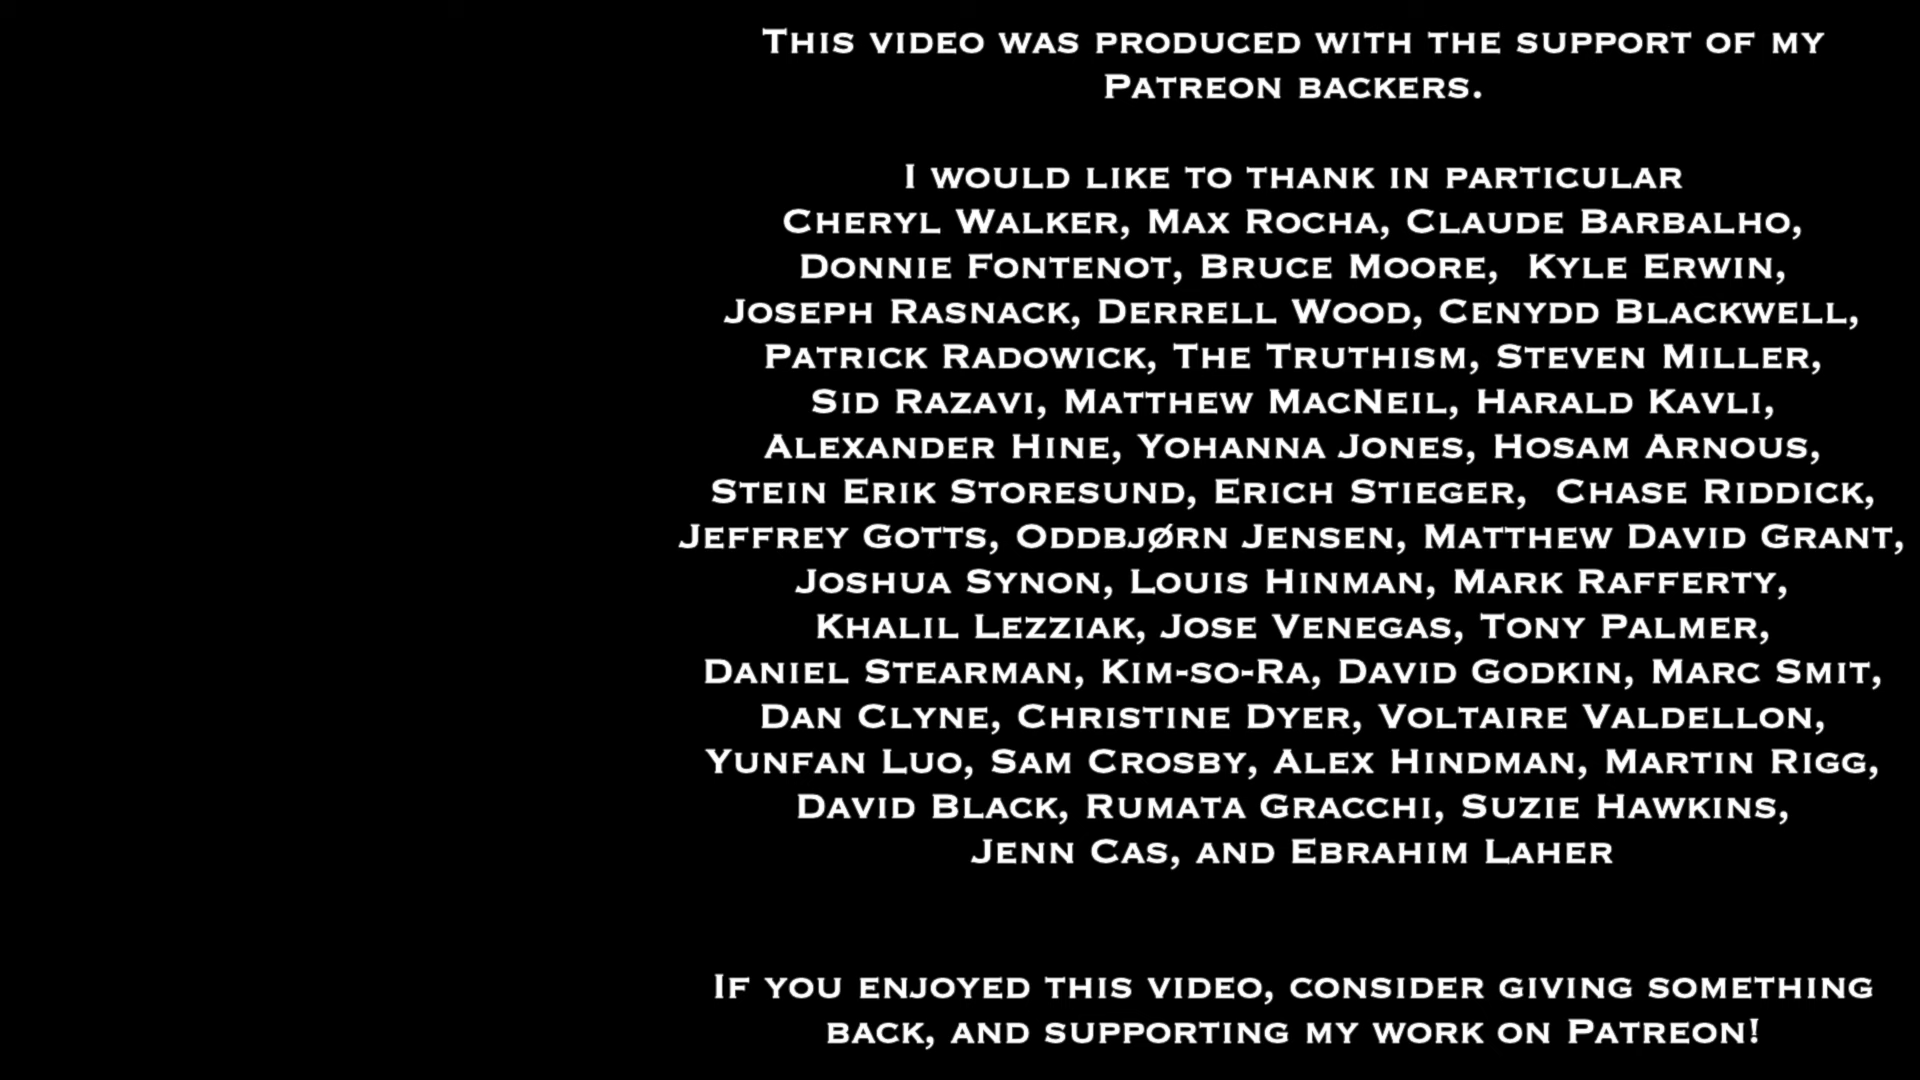 This video was produced with the support of my
Patreon backers.
I would like to thank in particular
Cheryl Walker, Max Rocha, Claude Barbalho,
Donnie Fontenot, Bruce Moore,  Kyle Erwin,
Joseph Rasnack, Derrell Wood, Cenydd Blackwell,
Patrick Radowick, The Truthism, Steven Miller,
Sid Razavi, Matthew MacNeil, Harald Kavli,
Alexander Hine, Yohanna Jones, Hosam Arnous,
Stein Erik Storesund, Erich Stieger,  Chase Riddick,
Jeffrey Gotts, Oddbjørn Jensen, Matthew David Grant,
Joshua Synon, Louis Hinman, Mark Rafferty,
Khalil Lezziak, Jose Venegas, Tony Palmer,
Daniel Stearman, Kim-so-Ra, David Godkin, Marc Smit,
Dan Clyne, Christine Dyer, Voltaire Valdellon,
Yunfan Luo, Sam Crosby, Alex Hindman, Martin Rigg,
David Black, Rumata Gracchi, Suzie Hawkins,
Jenn Cas, and Ebrahim Laher
If you enjoyed this video, consider giving something
back, and supporting my work on Patreon!